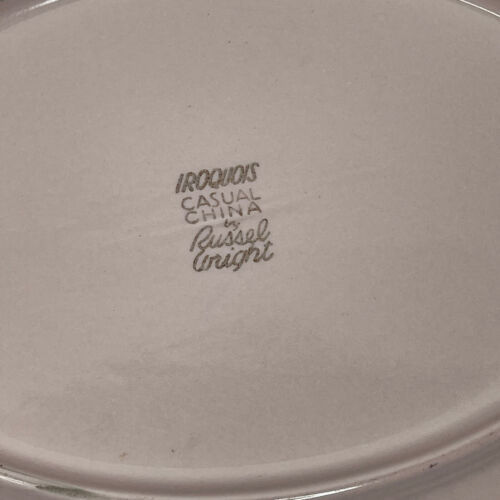 IROQUOIS
CASUAL
CHINA
by
Russel
Wright